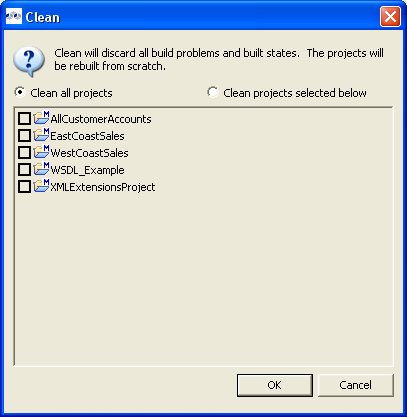 Clean
Clean will discard all build problems and built states. The projects will
be rebuilt from scratch.
Clean all projects Clean projects selected below
AllCustomerAccounts
EastCoastSales
WestCoastSales
WSDL_Example
XMLExtensionsProject
OK Cancel